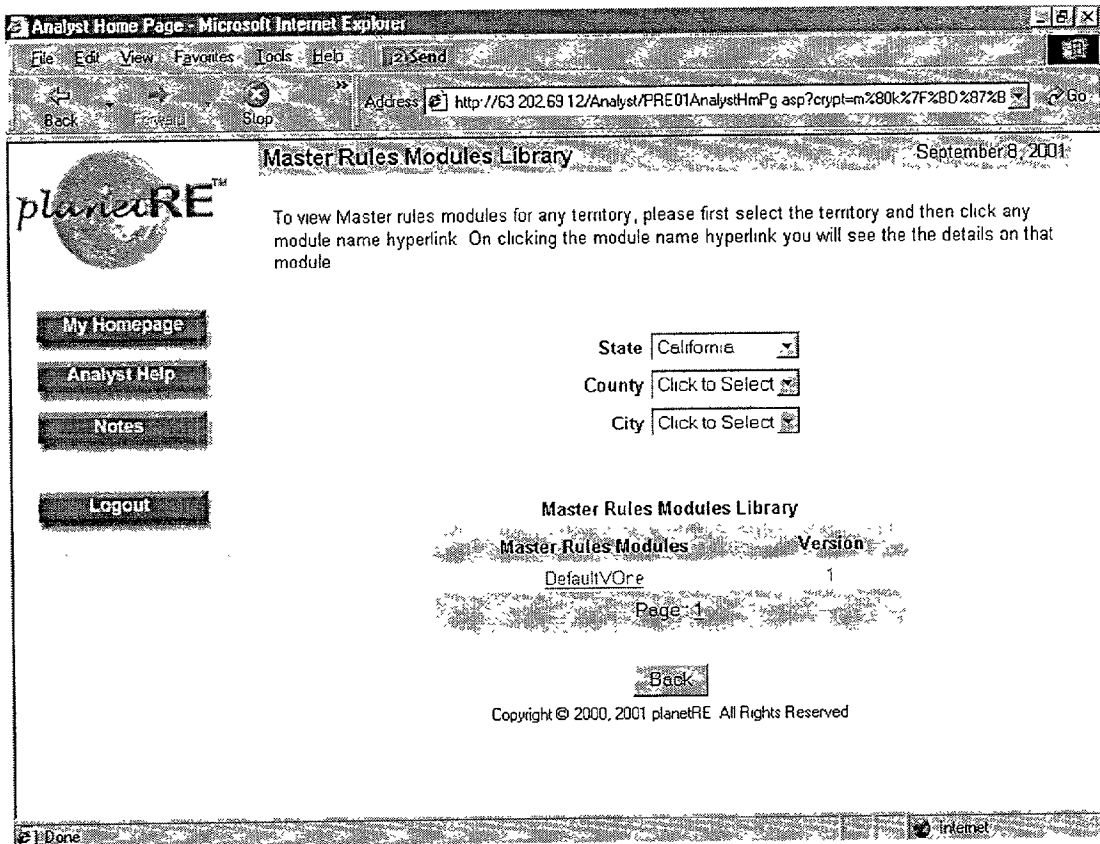 Analyst Home Page - Microsoft Internet Explorer
File Edit View Favorites Tools Help Send
Back Forward Stop » Address http://63 202.69 12/Analyst/PRE01AnalystHmPg asp?crypt=m%80k%7F%8D%87%B Go
planetRE™
Master Rules Modules Library September 8, 2001
To view Master rules modules for any territory, please first select the territory and then click any
module name hyperlink On clicking the module name hyperlink you will see the the details on that
module
My Homepage
Analyst Help
Notes
Logout
State California
County Click to Select
City Click to Select
Master Rules Modules Library
Master Rules Modules Version
DefaultVOre 1
Page 1
Back
Copyright © 2000, 2001 planetRE All Rights Reserved
Done Internet